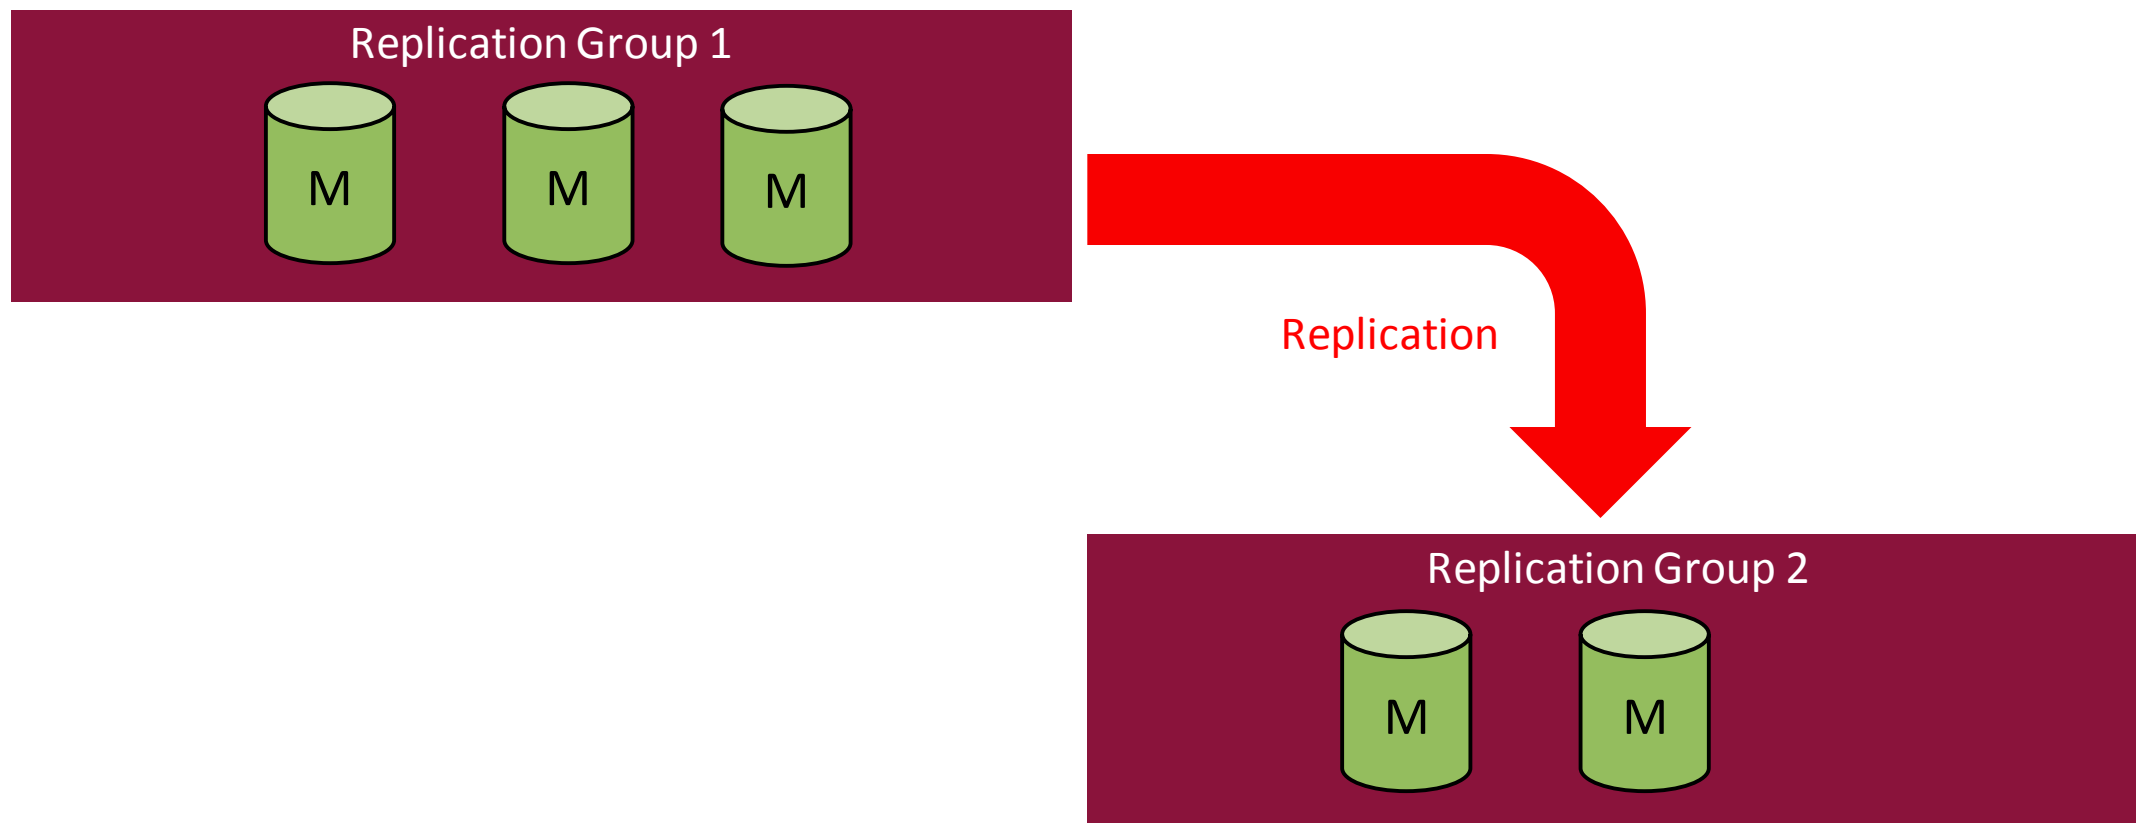 Replication Group 1
M
M
M
Replication
Replication Group 2
M
M